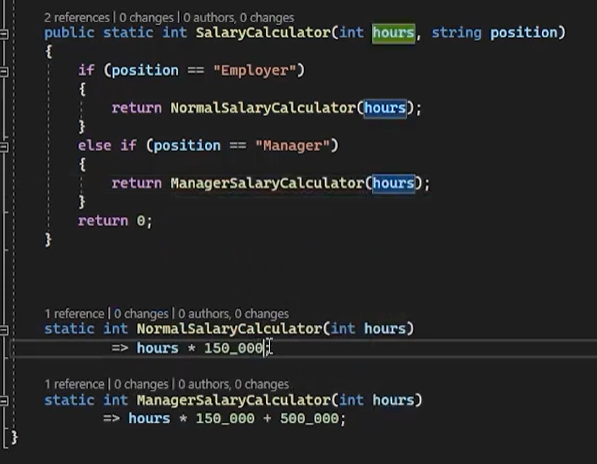 2 references | 0 changes | 0 authors, 0 changes
public static int SalaryCalculator(int hours, string position)
{
if (position == "Employer")
{
return NormalSalaryCalculator(hours);
}
else if (position == "Manager")
{
return ManagerSalaryCalculator(hours);
}
return 0;
}
1 reference | 0 changes | 0 authors, 0 changes
static int NormalSalaryCalculator(int hours)
=> hours * 150_000;
1 reference | 0 changes | 0 authors, 0 changes
static int ManagerSalaryCalculator(int hours)
=> hours * 150_000 + 500_000;
}